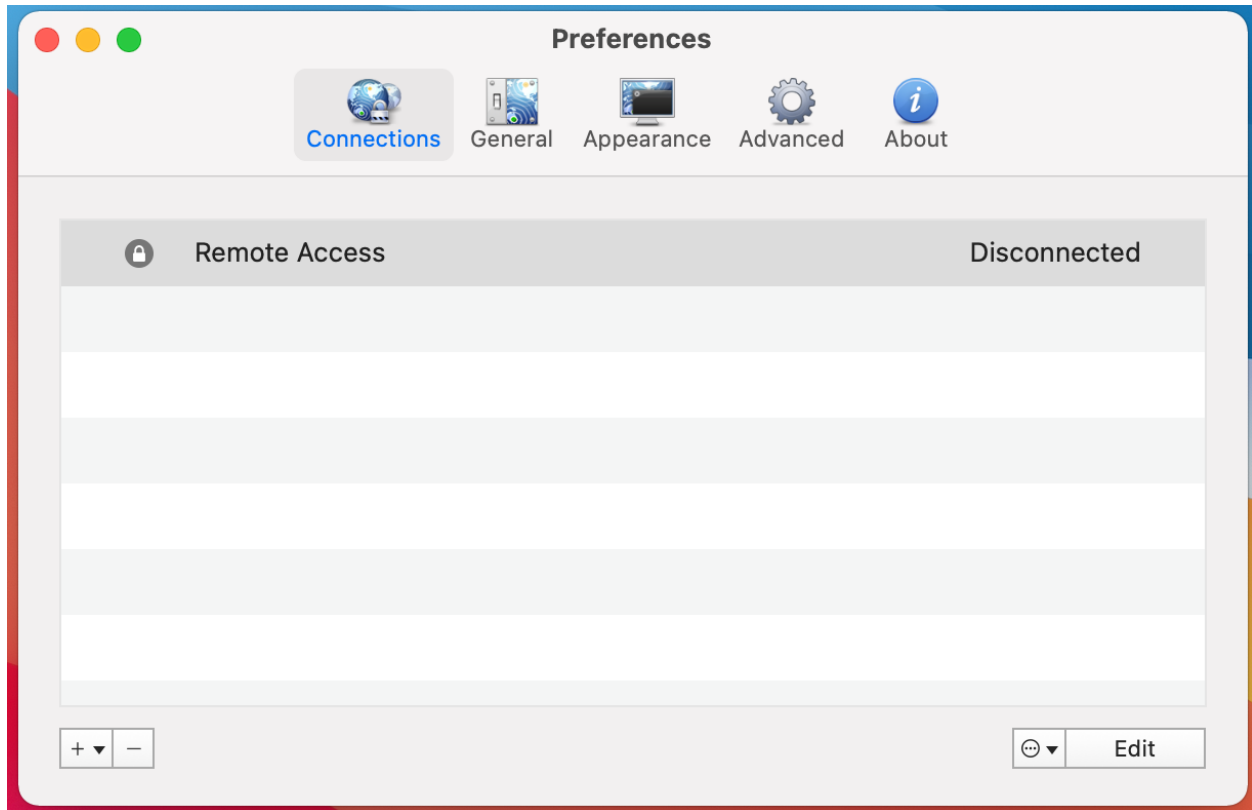 Preferences
Connections General Appearance Advanced About
Remote Access Disconnected
Edit